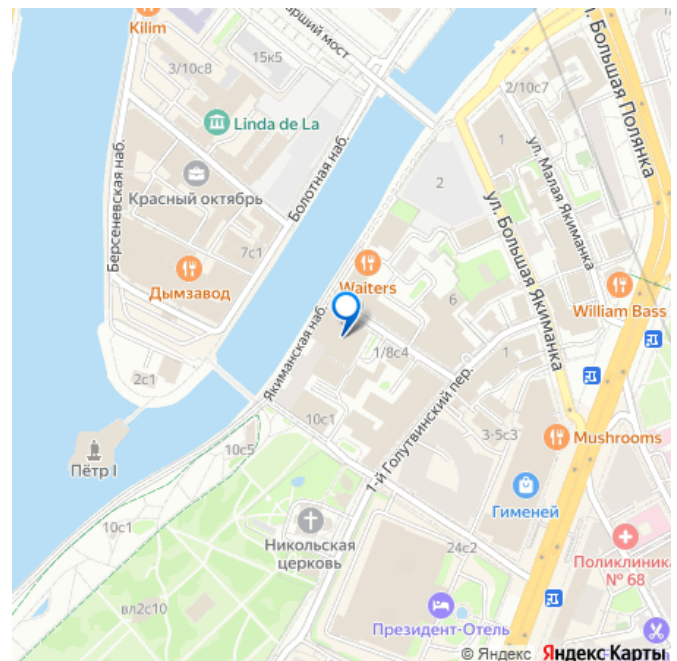 Kilim
арший мост
15к5
3/10с8
Linda de La
Болотная наб.
Берсеневская наб.
Красный октябрь
7с1
Дымзавод
2с1
Пётр I
ул. Большая Полянка
2/10с7
1
ул. Малая Якиманка
2
ул. Большая Якиманка
Waiters
6
William Bass
Якиманская наб.
1/8с4
1
10с1
1-й Голутвинский пер.
3-5с3
Mushrooms
10с5
Гименей
10с1
Никольская
церковь
24с2
Поликлиника
№ 68
вл2с10
Президент-Отель
© Яндекс Яндекс Карты